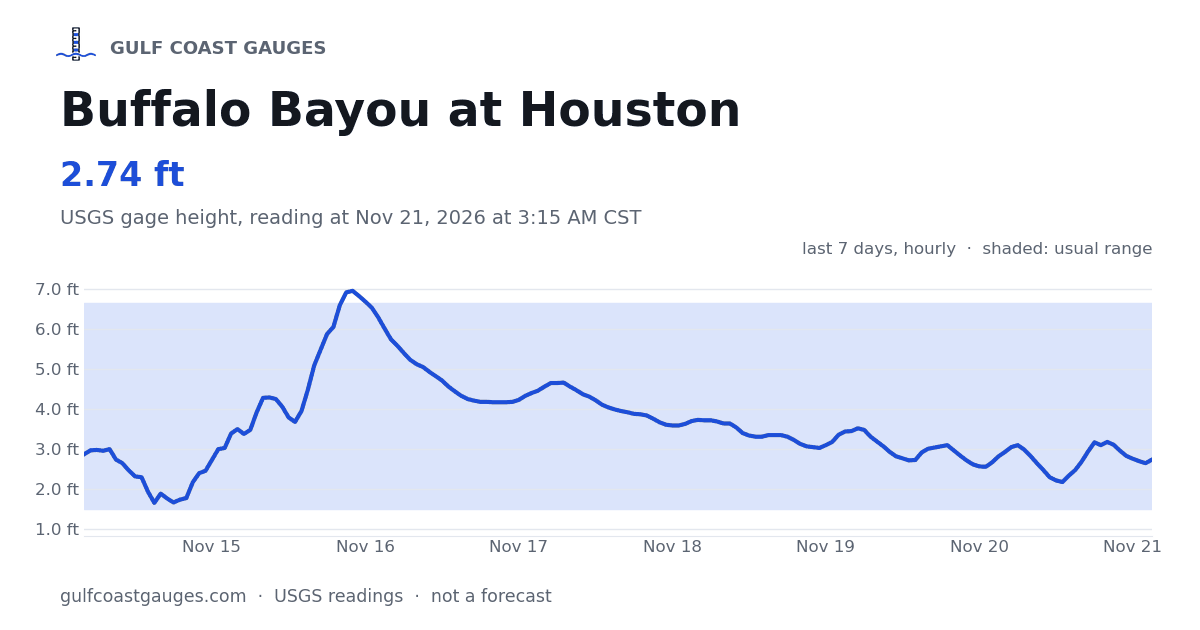 GULF COAST GAUGES
Buffalo Bayou at Houston
2.74 ft
USGS gage height, reading at Nov 21, 2026 at 3:15 AM CST
last 7 days, hourly · shaded: usual range
7.0 ft
6.0 ft
5.0 ft
4.0 ft
3.0 ft
2.0 ft
1.0 ft
Nov 15 Nov 16 Nov 17 Nov 18 Nov 19 Nov 20 Nov 21
gulfcoastgauges.com · USGS readings · not a forecast